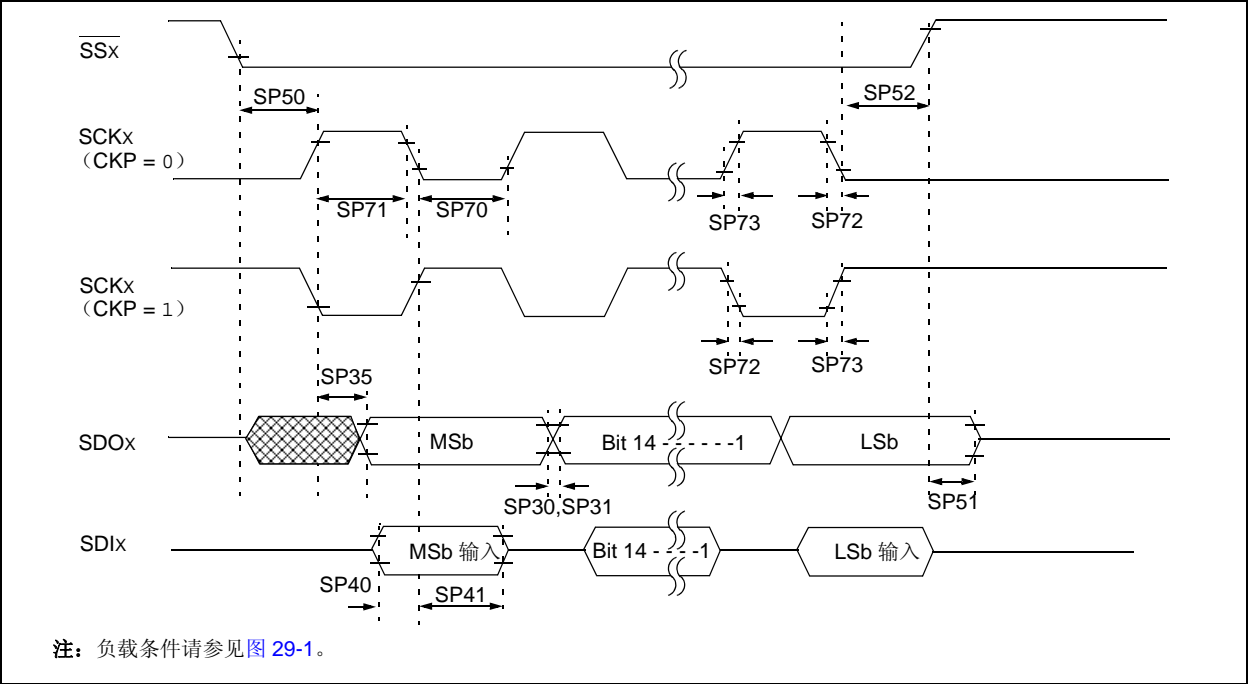 SSX
SP50
SP52
SCKX
（CKP = 0）
SP71
SP70
SP73
SP72
SCKX
（CKP = 1）
SP72
SP73
SP35
SDOX
MSb
Bit 14 - - - - - -1
LSb
SP30,SP31
SP51
SDIX
MSb 输入
Bit 14 - - - -1
LSb 输入
SP40
SP41
注：负载条件请参见图 29-1。